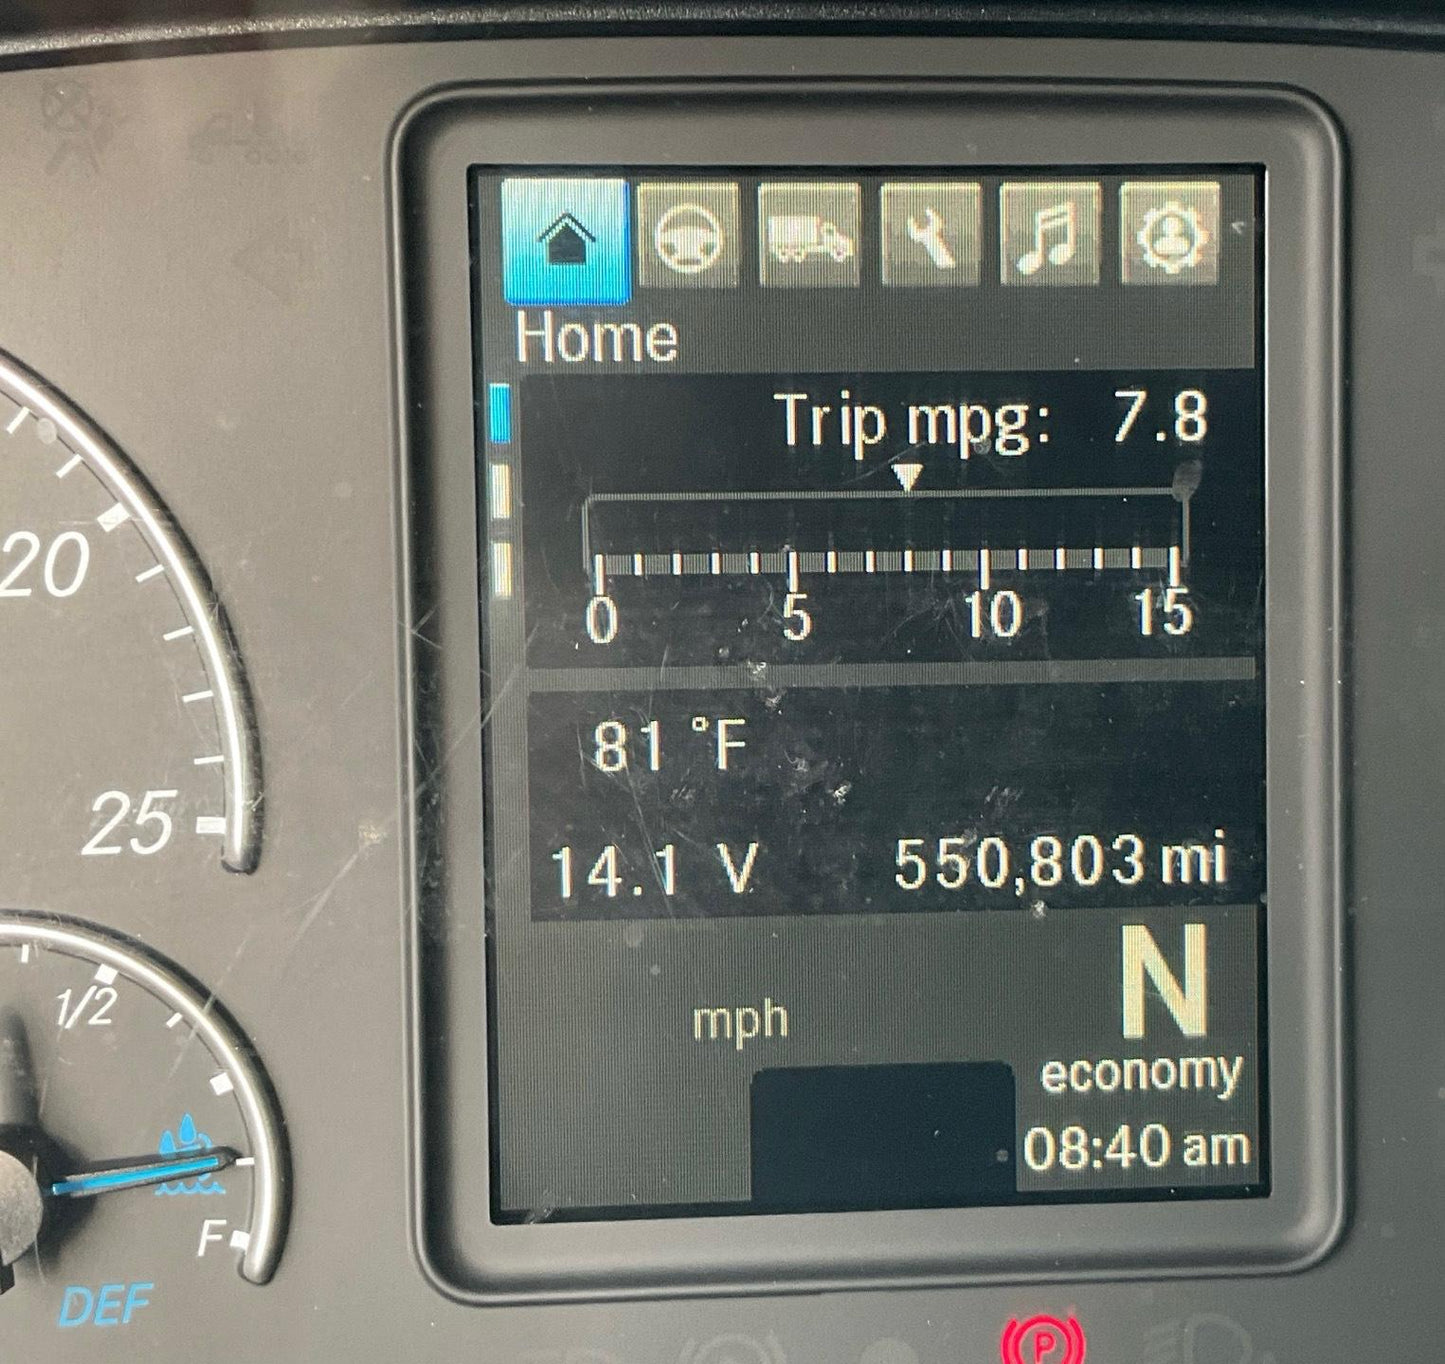 Home
Trip mpg: 7.8
0 5 10 15
81 °F
14.1 V 550,803 mi
N
mph
economy
08:40 am
20
25
1/2
F
DEF
P